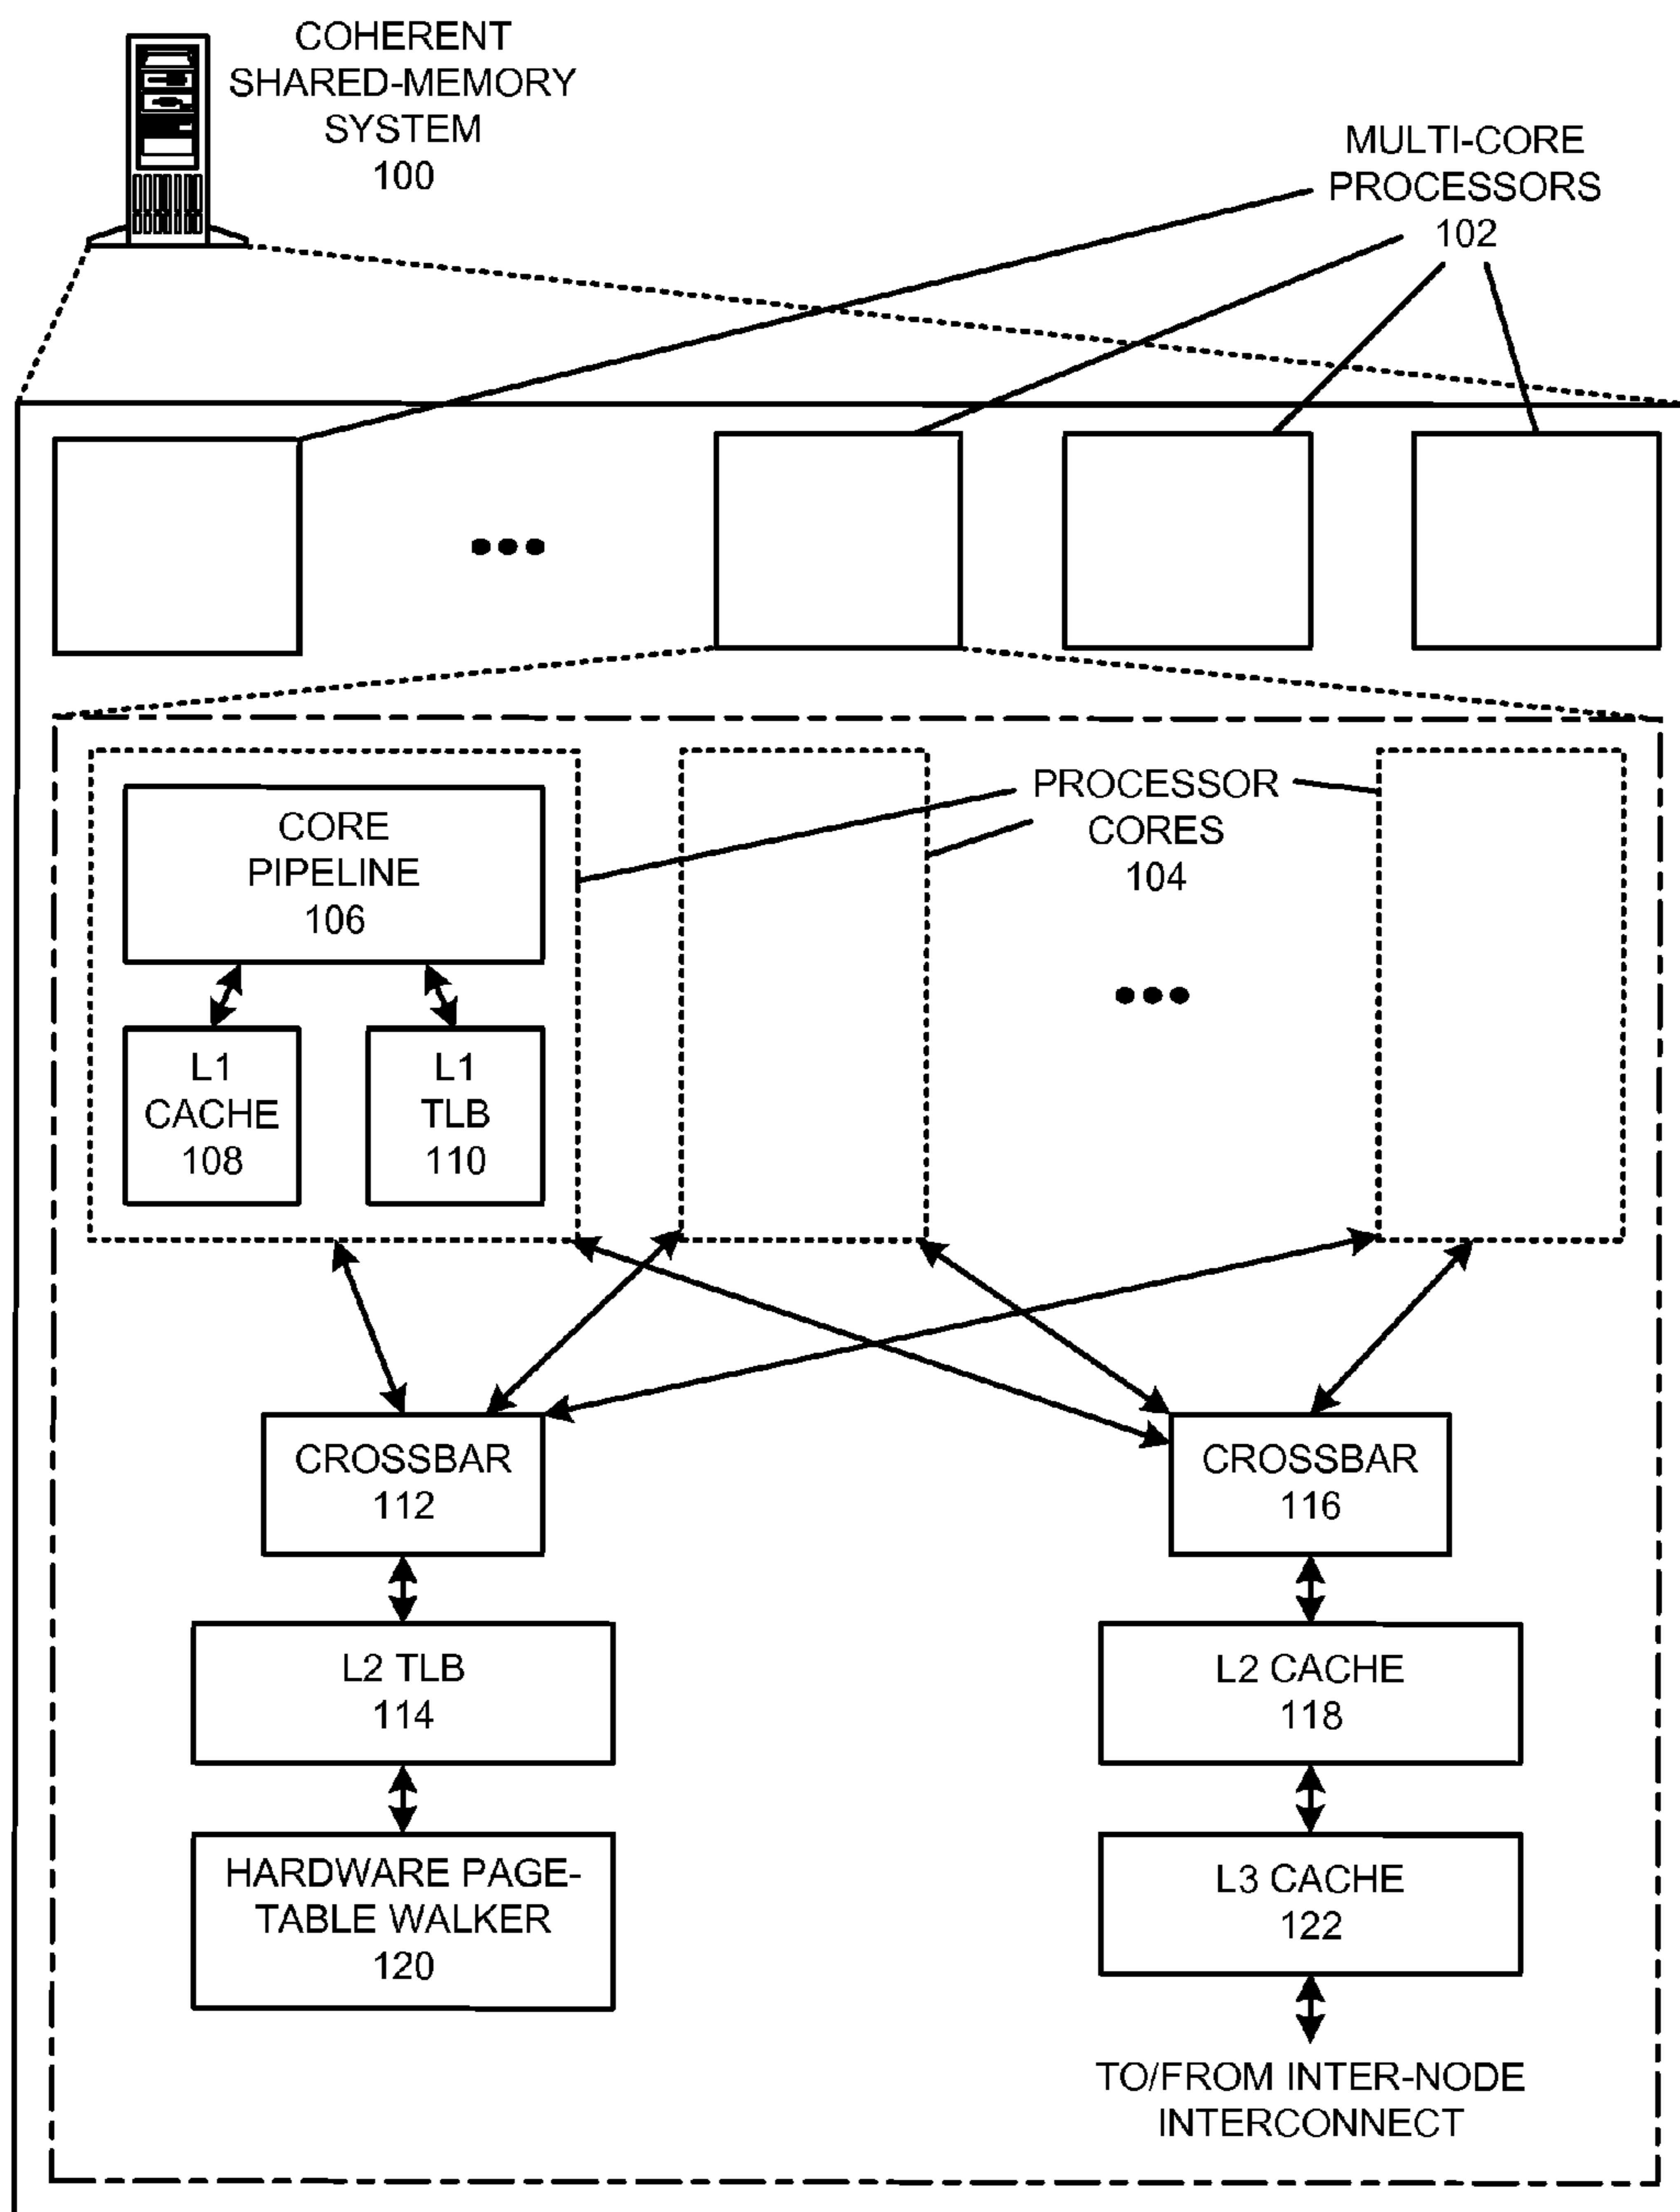 COHERENT
SHARED-MEMORY
SYSTEM
100
MULTI-CORE
PROCESSORS
102
PROCESSOR
CORES
104
CORE
PIPELINE
106
L1
CACHE
108
L1
TLB
110
CROSSBAR
112
CROSSBAR
116
L2 TLB
114
L2 CACHE
118
HARDWARE PAGE-
TABLE WALKER
120
L3 CACHE
122
TO/FROM INTER-NODE
INTERCONNECT